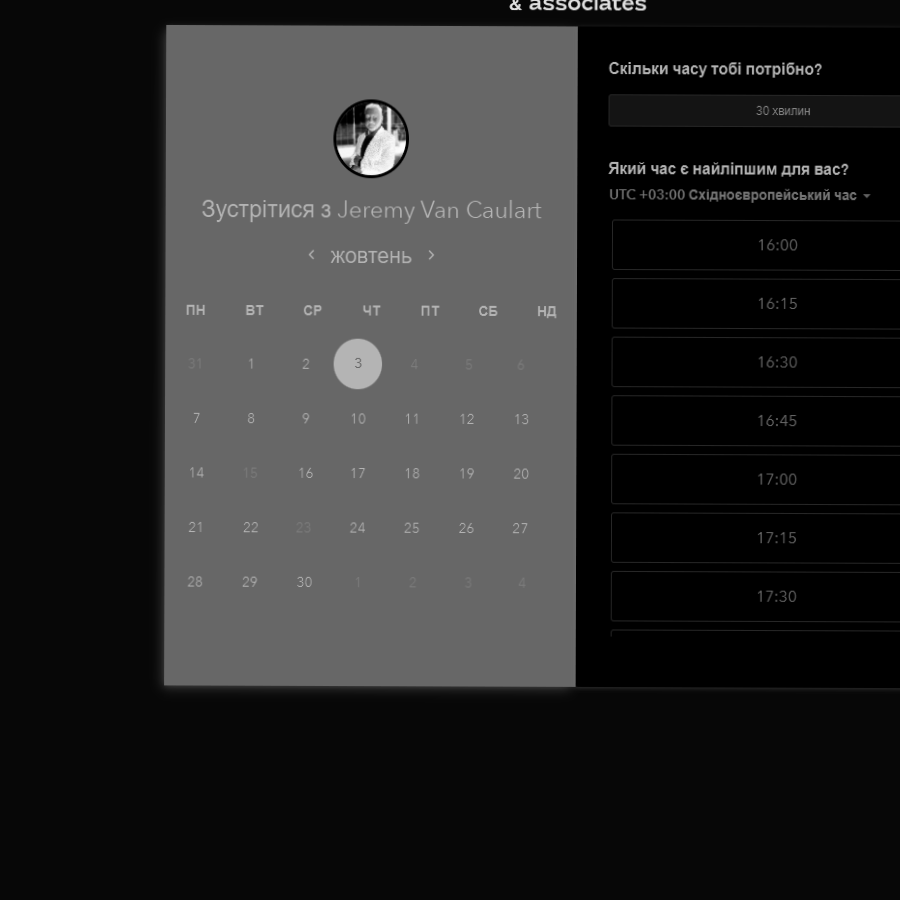 & associates
Зустрітися з Jeremy Van Caulart
жовтень
ПН ВТ СР ЧТ ПТ СБ НД
31 1 2 3 4 5 6
7 8 9 10 11 12 13
14 15 16 17 18 19 20
21 22 23 24 25 26 27
28 29 30 1 2 3 4
Скільки часу тобі потрібно?
30 хвилин
Який час є найліпшим для вас?
UTC +03:00 Східноєвропейський час
16:00
16:15
16:30
16:45
17:00
17:15
17:30